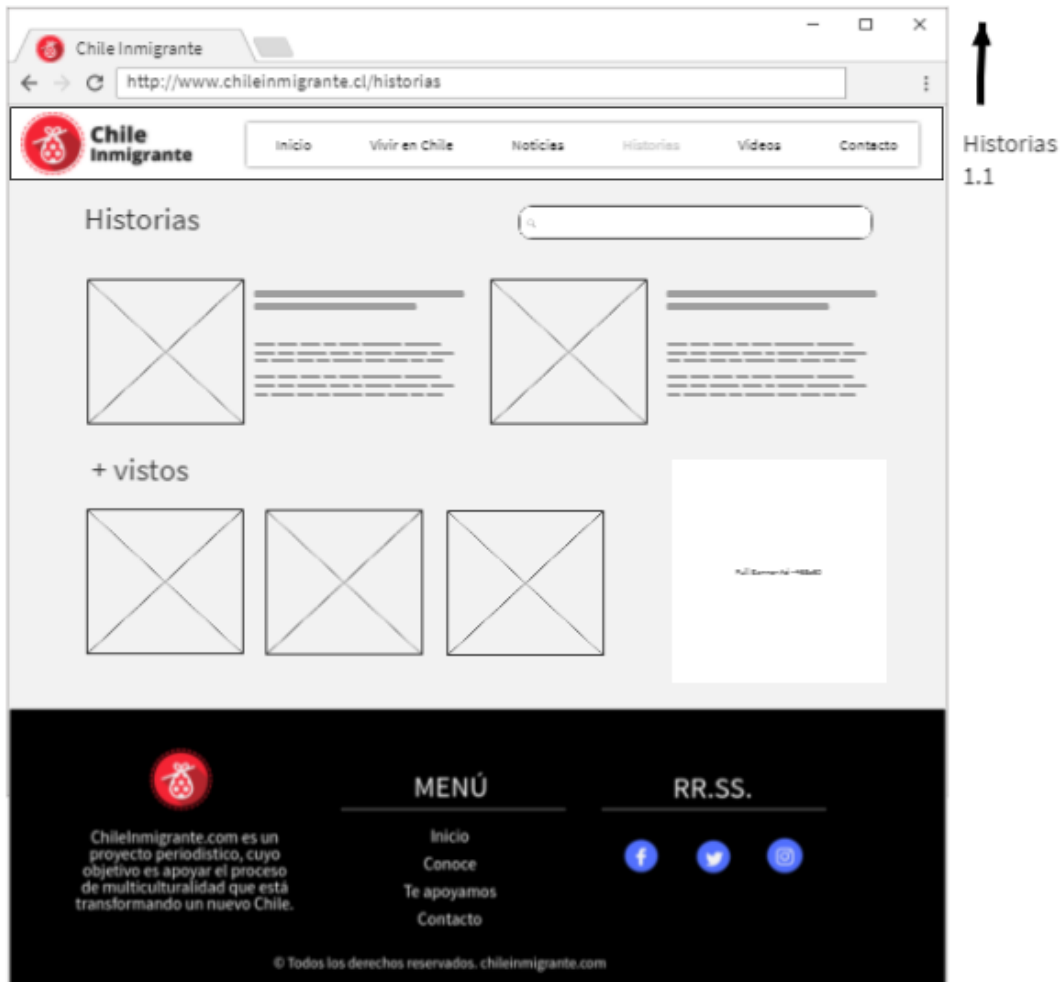 Chile Inmigrante
http://www.chileinmigrante.cl/historias
Chile
Inmigrante
Inicio Vivir en Chile Noticias Historias Videos Contacto
Historias
1.1
Historias
+ vistos
ChileInmigrante.com es un
proyecto periodistico, cuyo
objetivo es apoyar el proceso
de multiculturalidad que está
transformando un nuevo Chile.
MENÚ
Inicio
Conoce
Te apoyamos
Contacto
RR.SS.
© Todos los derechos reservados. chileinmigrante.com